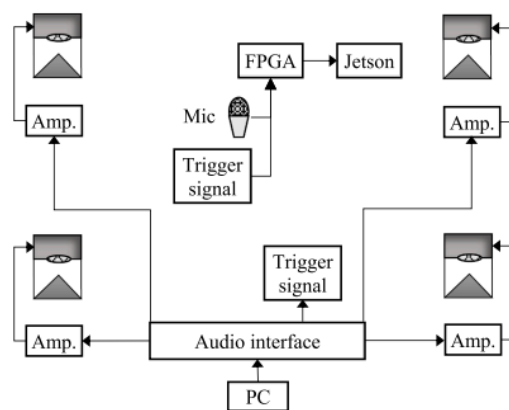 FPGA
Jetson
Mic
Amp.
Amp.
Trigger
signal
Trigger
signal
Amp.
Audio interface
Amp.
PC